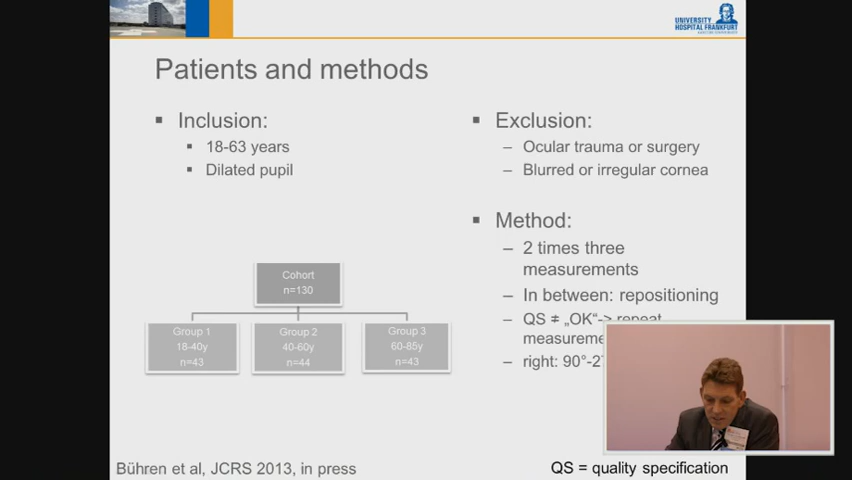 UNIVERSITY
HOSPITAL FRANKFURT
Patients and methods
Inclusion:
18-63 years
Dilated pupil
Cohort
n=130
Group 1
18-40y
n=43
Group 2
40-60y
n=44
Group 3
60-85y
n=43
Exclusion:
Ocular trauma or surgery
Blurred or irregular cornea
Method:
2 times three
measurements
In between: repositioning
QS ≠ „OK“-> repeat
measureme
right: 90°-2
Bühren et al, JCRS 2013, in press
QS = quality specification